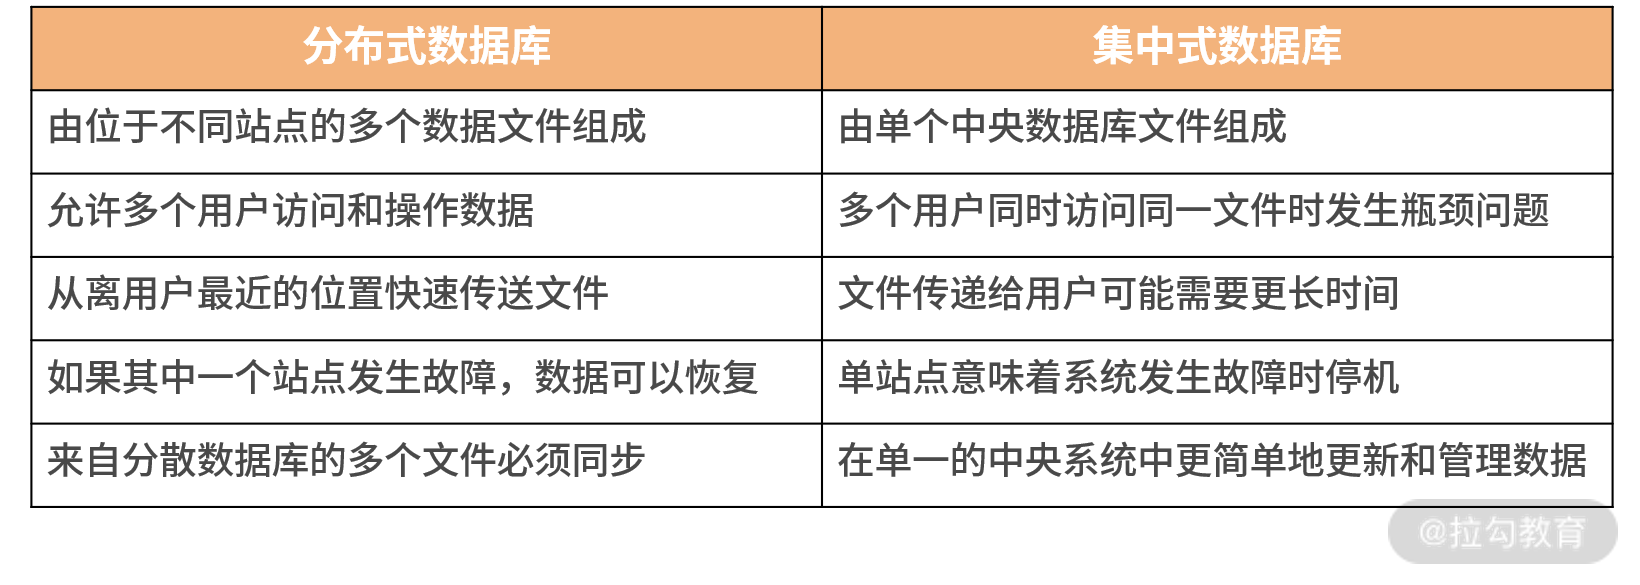 分布式数据库
集中式数据库
由位于不同站点的多个数据文件组成
由单个中央数据库文件组成
允许多个用户访问和操作数据
多个用户同时访问同一文件时发生瓶颈问题
从离用户最近的位置快速传送文件
文件传递给用户可能需要更长时间
如果其中一个站点发生故障，数据可以恢复
单站点意味着系统发生故障时停机
来自分散数据库的多个文件必须同步
在单一的中央系统中更简单地更新和管理数据
@拉勾教育